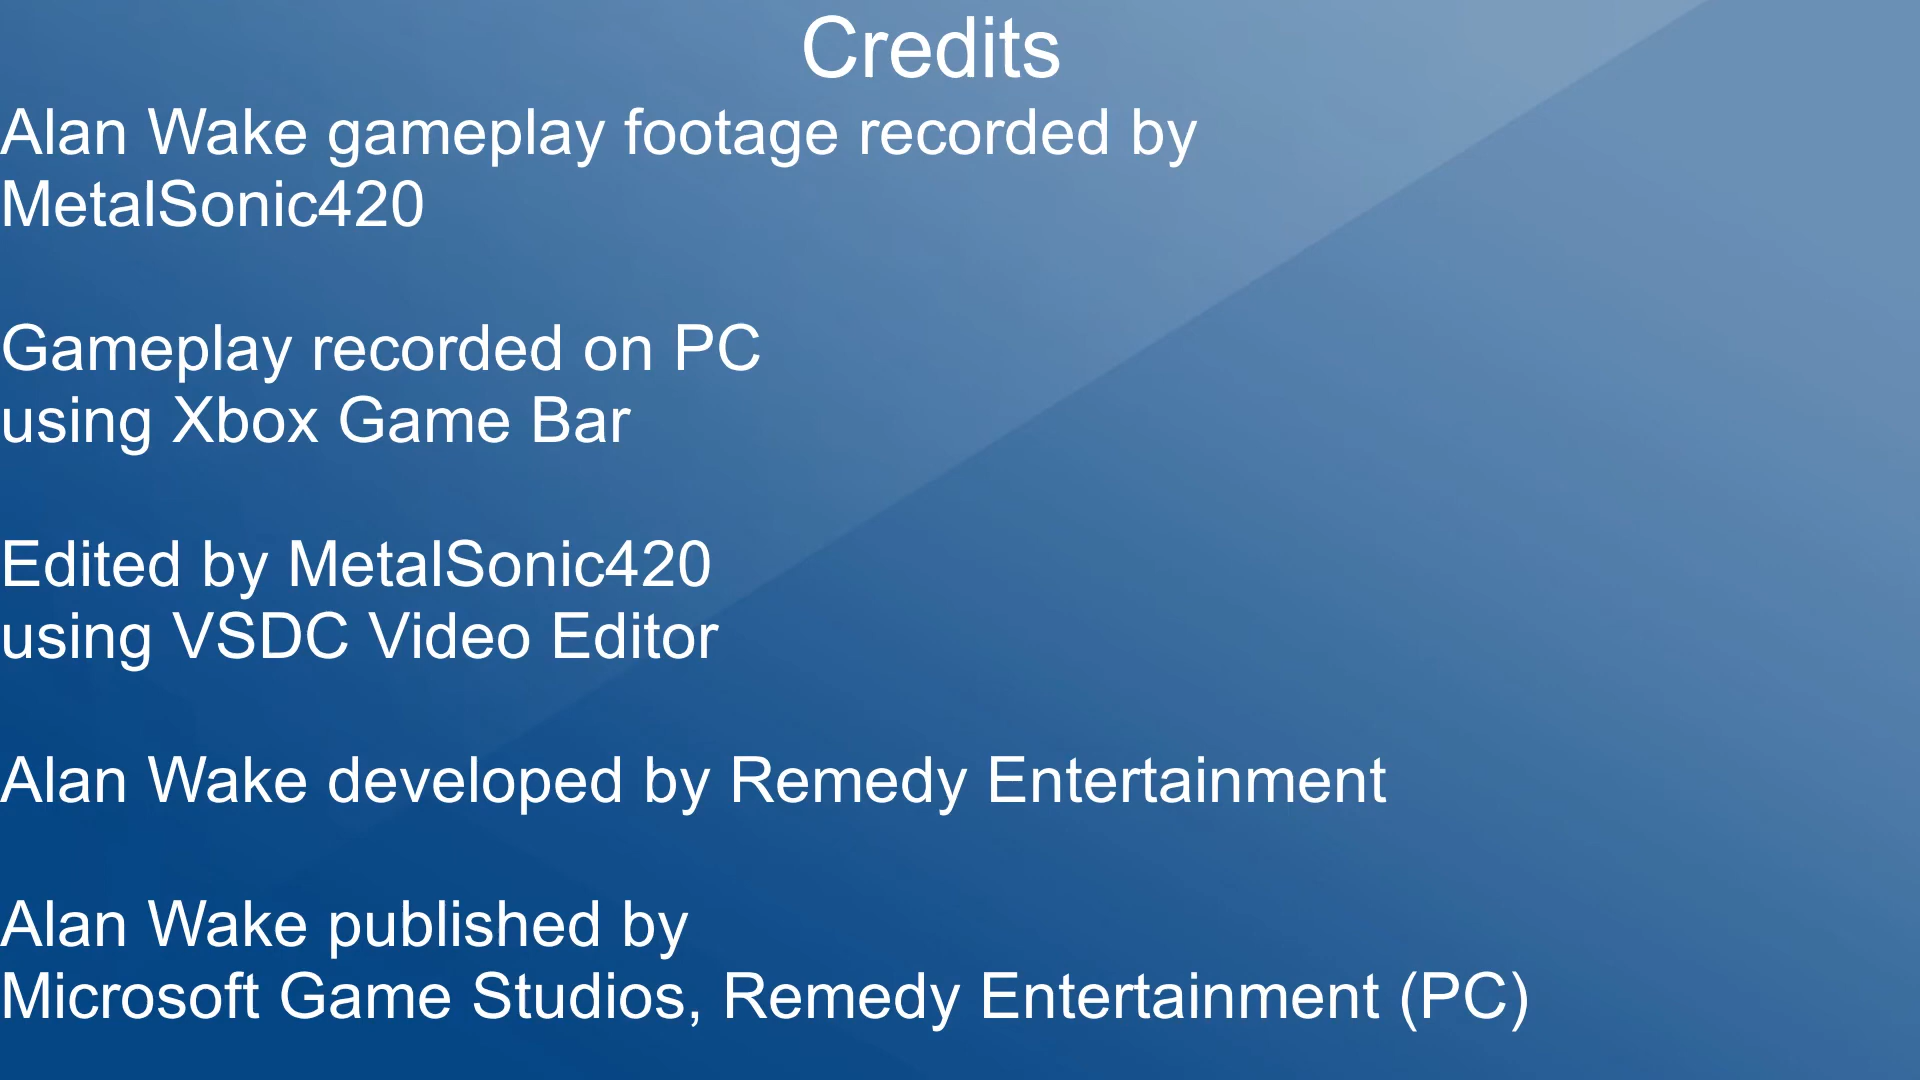 Credits
Alan Wake gameplay footage recorded by
MetalSonic420
Gameplay recorded on PC
using Xbox Game Bar
Edited by MetalSonic420
using VSDC Video Editor
Alan Wake developed by Remedy Entertainment
Alan Wake published by
Microsoft Game Studios, Remedy Entertainment (PC)